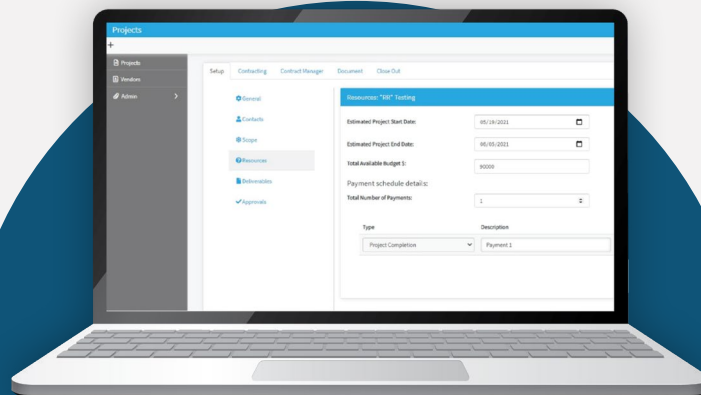 Projects
+
Projects
Vendors
Admin >
Setup Contracting Contract Manager Document Close Out
General
Contacts
Scope
Resources
Deliverables
Approvals
Resources: "RR" Testing
Estimated Project Start Date: 05/19/2021
Estimated Project End Date: 06/05/2021
Total Available Budget $: 90000
Payment schedule details:
Total Number of Payments: 1
Type Description
Project Completion Payment 1